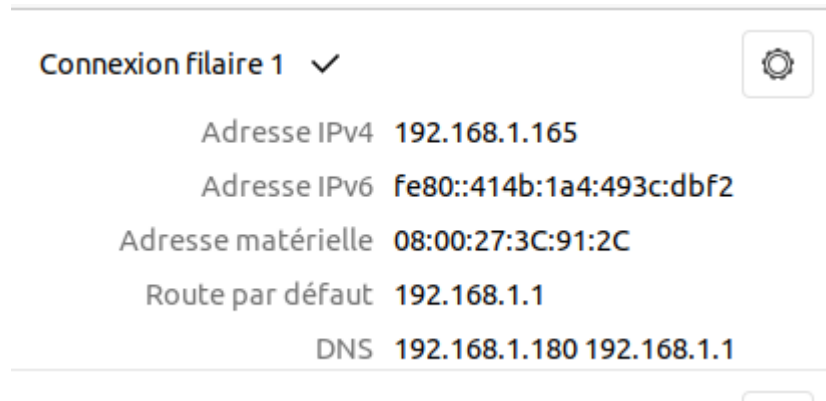 Connexion filaire 1
Adresse IPv4 192.168.1.165
Adresse IPv6 fe80::414b:1a4:493c:dbf2
Adresse matérielle 08:00:27:3C:91:2C
Route par défaut 192.168.1.1
DNS 192.168.1.180 192.168.1.1